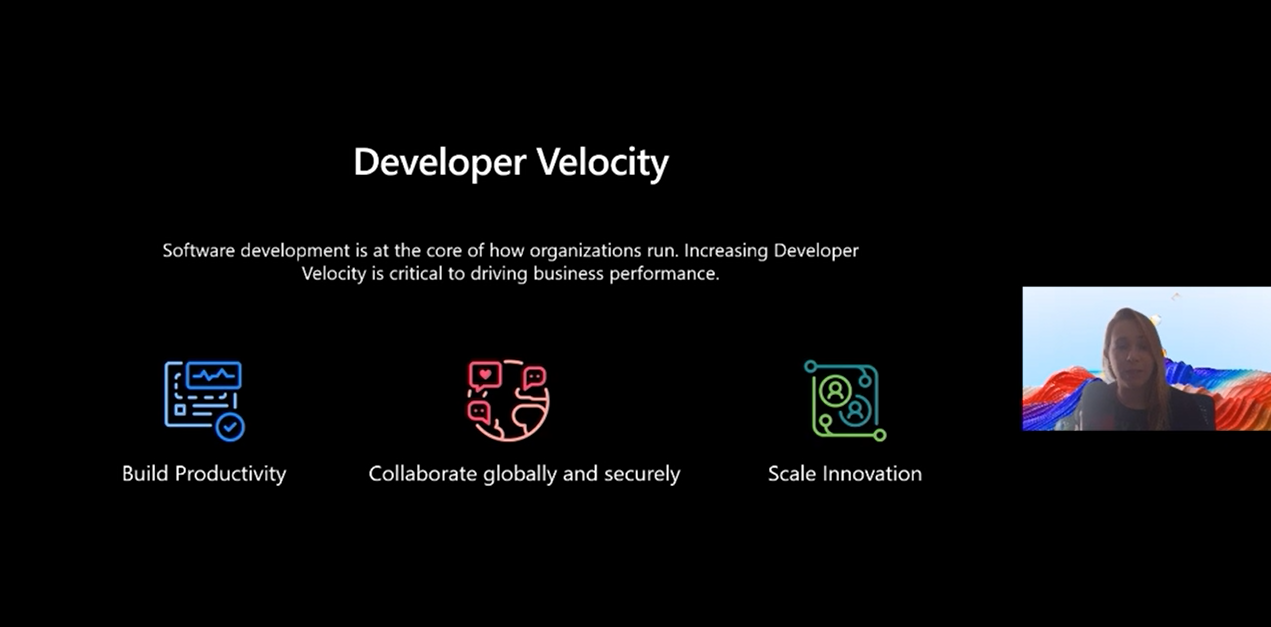 Developer Velocity
Software development is at the core of how organizations run. Increasing Developer
Velocity is critical to driving business performance.
Build Productivity
Collaborate globally and securely
Scale Innovation